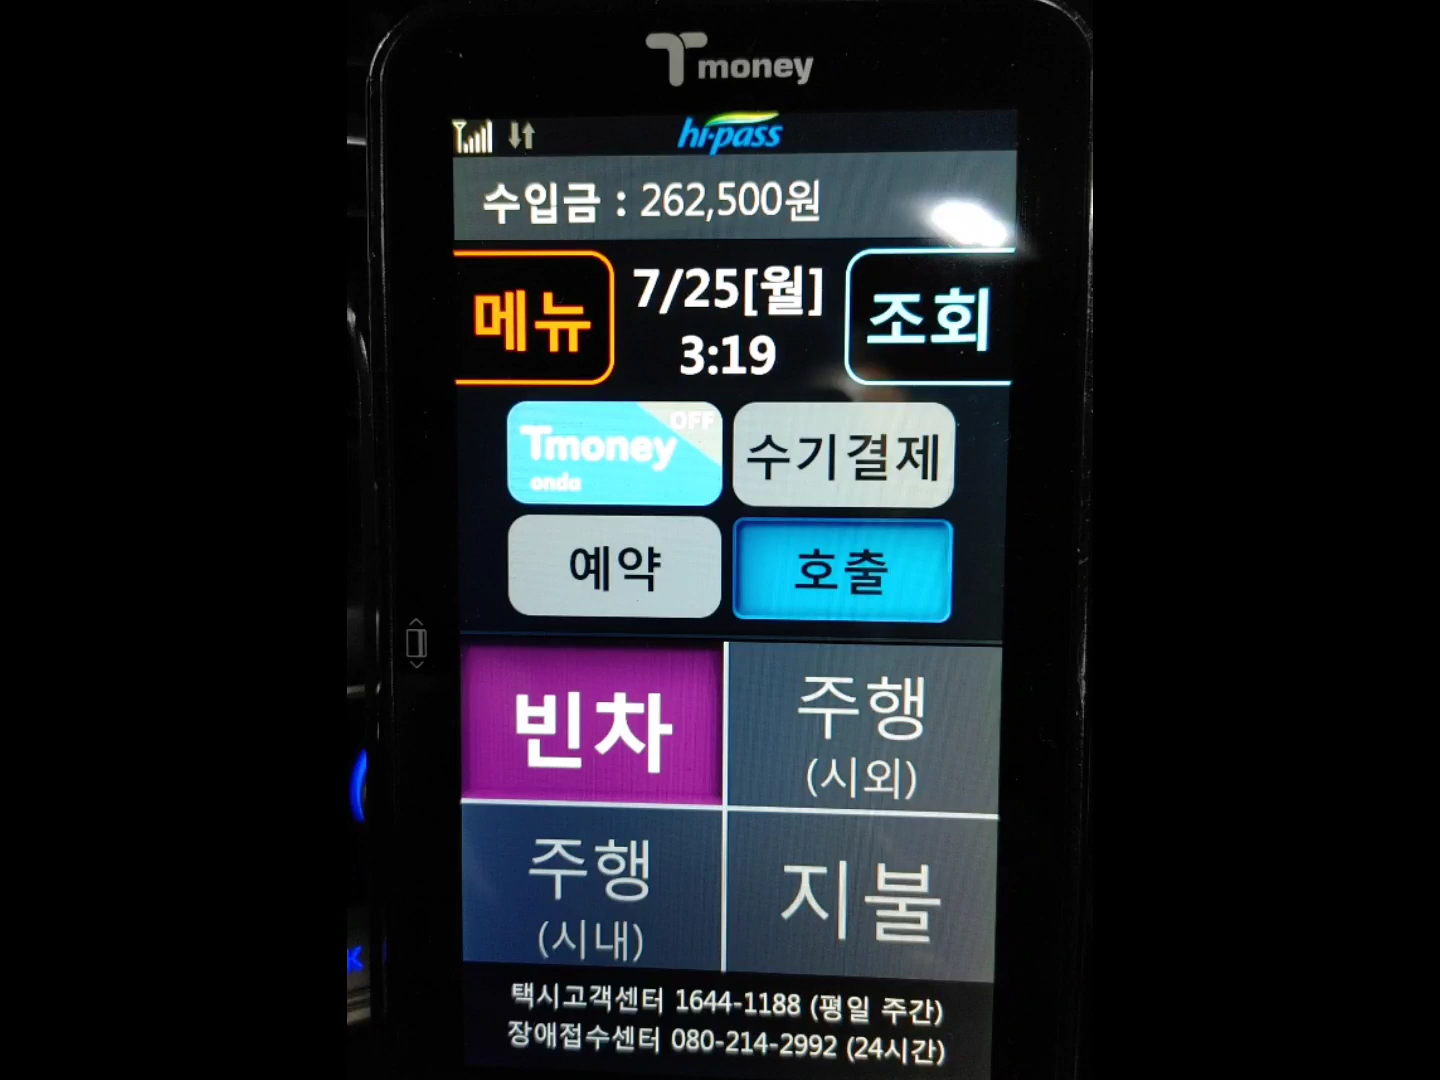 Tmoney
hi-pass
수입금 : 262,500원
메뉴
7/25[월]
3:19
조회
OFF
Tmoney
onda
수기결제
예약
호출
빈차
주행
(시외)
주행
(시내)
지불
택시고객센터 1644-1188 (평일 주간)
장애접수센터 080-214-2992 (24시간)
K